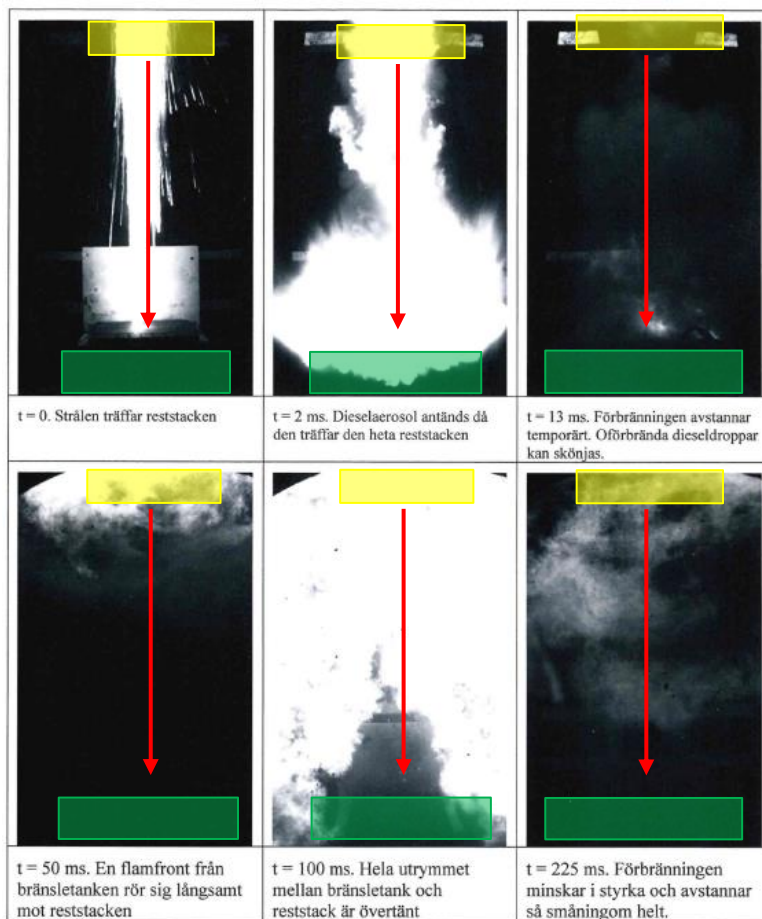 t = 0. Strålen träffar reststacken
t = 2 ms. Dieselaerosol antänds då
den träffar den heta reststacken
t = 13 ms. Förbränningen avstannar
temporärt. Oförbrända dieseldroppar
kan skönjas.
t = 50 ms. En flamfront från
bränsletanken rör sig långsamt
mot reststacken
t = 100 ms. Hela utrymmet
mellan bränsletank och
reststack är övertänt
t = 225 ms. Förbränningen
minskar i styrka och avstannar
så småningom helt.